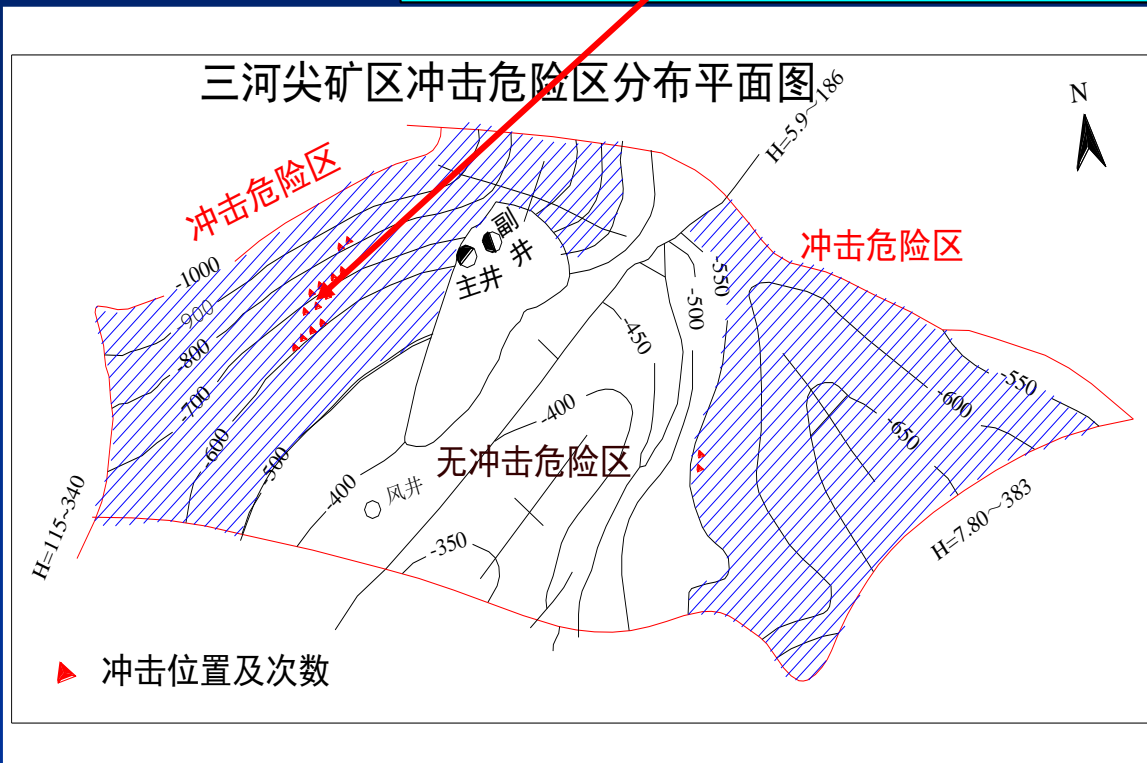 三河尖矿区冲击危险区分布平面图
H=5.9～186
N
冲击危险区
冲击危险区
副井
主井
-1000
-900
-800
-700
-600
-500
-400
-550
-500
-450
-400
-350
-550
-600
-650
无冲击危险区
风井
H=115~340
H=7.80～383
冲击位置及次数